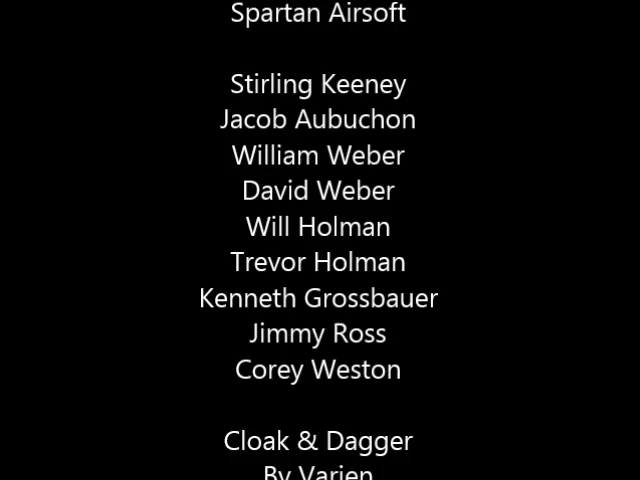 Spartan Airsoft
Stirling Keeney
Jacob Aubuchon
William Weber
David Weber
Will Holman
Trevor Holman
Kenneth Grossbauer
Jimmy Ross
Corey Weston
Cloak & Dagger
By Varien